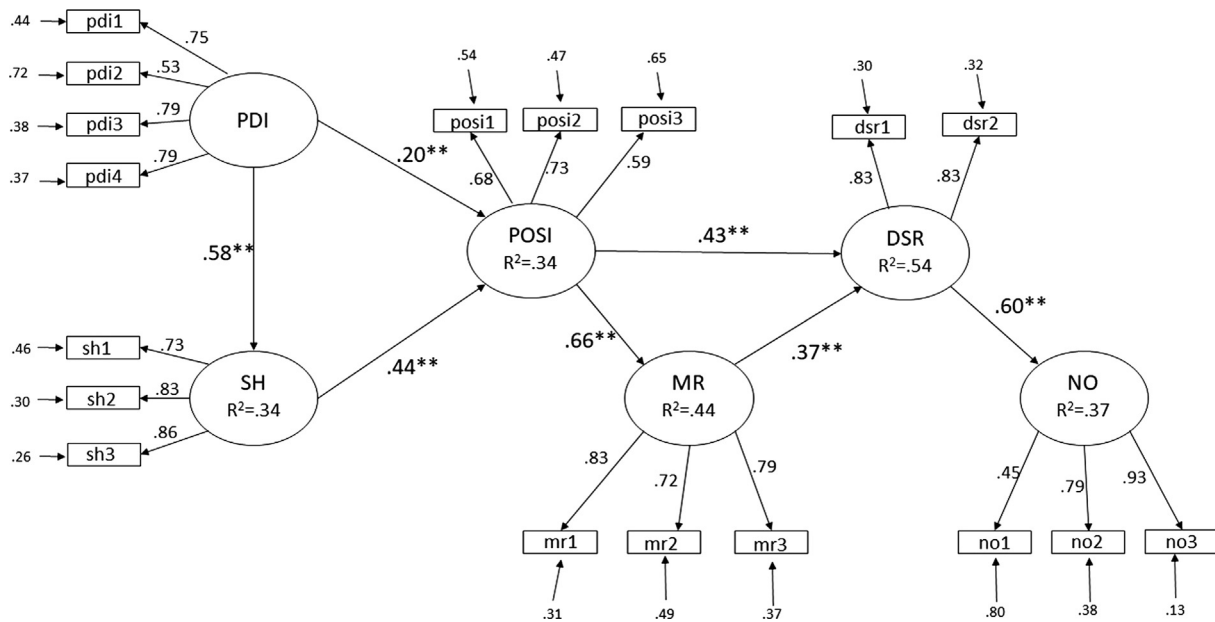 .44 pdi1 .75
.72 pdi2 .53
.38 pdi3 .79
.37 pdi4 .79
PDI
.54 .47 .65
posi1 posi2 posi3
.68 .73 .59
.30 .32
dsr1 dsr2
.83 .83
.20**
.58**
POSI
R²=.34
.43**
DSR
R²=.54
.60**
.46 sh1 .73
.30 sh2 .83
.26 sh3 .86
SH
R²=.34
.44**
.66**
.37**
MR
R²=.44
NO
R²=.37
.83 .72 .79
mr1 mr2 mr3
.31 .49 .37
.45 .79 .93
no1 no2 no3
.80 .38 .13